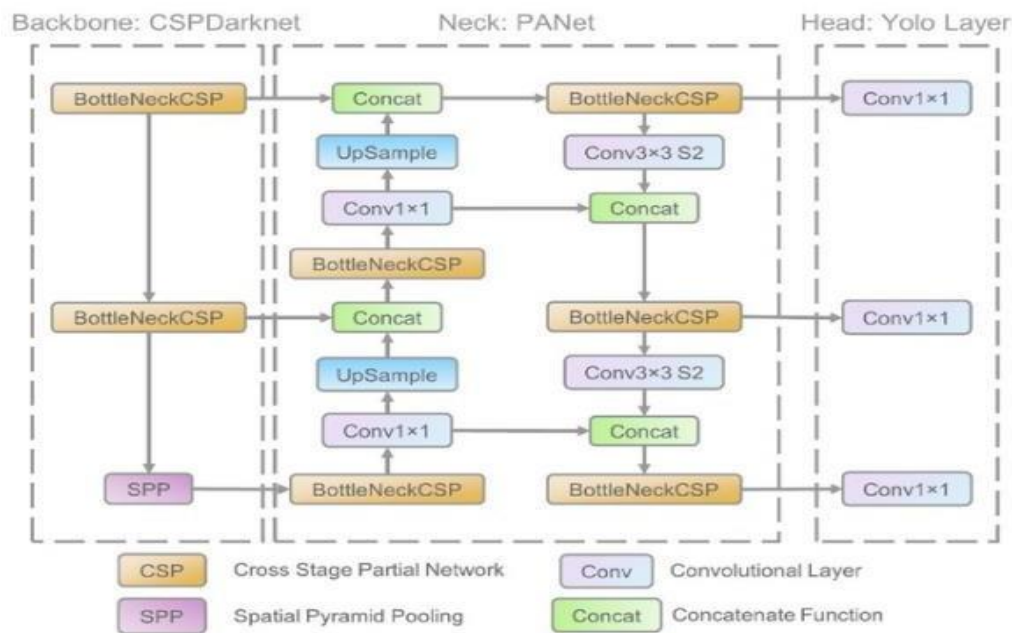 Backbone: CSPDarknet
Neck: PANet
Head: Yolo Layer
BottleNeckCSP
Concat
BottleNeckCSP
Conv1×1
UpSample
Conv3×3 S2
Conv1×1
Concat
BottleNeckCSP
BottleNeckCSP
Concat
BottleNeckCSP
Conv1×1
UpSample
Conv3×3 S2
Conv1×1
Concat
SPP
BottleNeckCSP
BottleNeckCSP
Conv1×1
CSP
Cross Stage Partial Network
Conv
Convolutional Layer
SPP
Spatial Pyramid Pooling
Concat
Concatenate Function